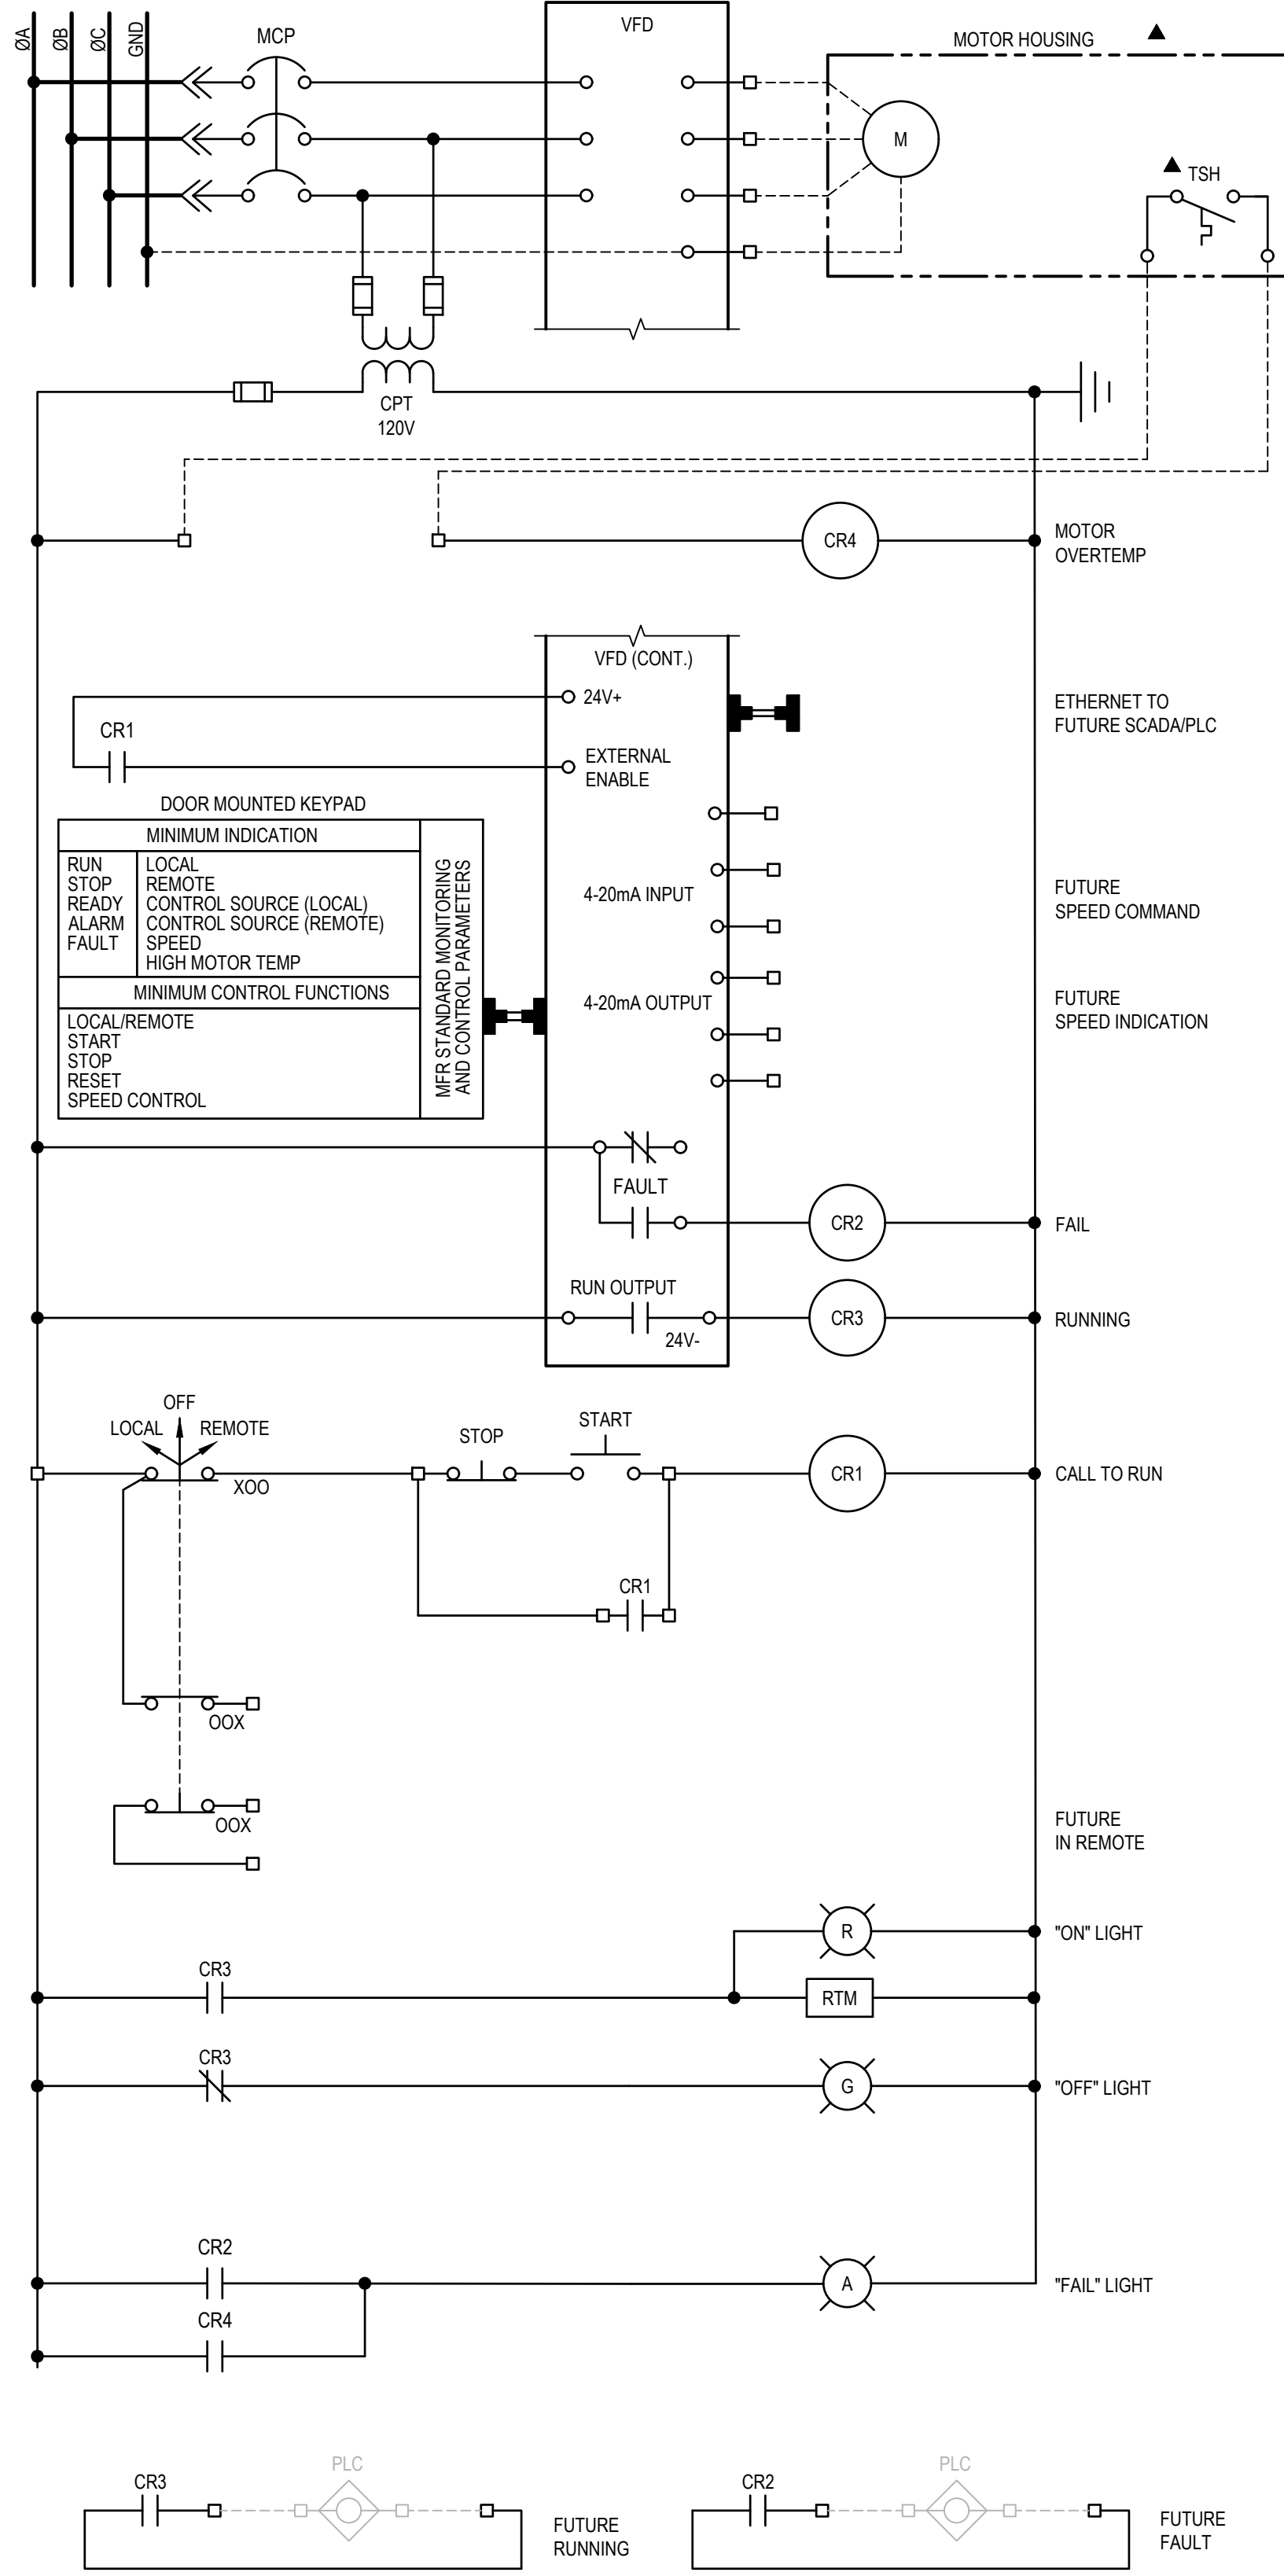 ØA
ØB
ØC
GND
MCP
VFD
MOTOR HOUSING
M
TSH
CPT
120V
CR4
MOTOR
OVERTEMP
VFD (CONT.)
24V+
CR1
EXTERNAL
ENABLE
ETHERNET TO
FUTURE SCADA/PLC
DOOR MOUNTED KEYPAD
MINIMUM INDICATION
RUN
STOP
READY
ALARM
FAULT
LOCAL
REMOTE
CONTROL SOURCE (LOCAL)
CONTROL SOURCE (REMOTE)
SPEED
HIGH MOTOR TEMP
MINIMUM CONTROL FUNCTIONS
LOCAL/REMOTE
START
STOP
RESET
SPEED CONTROL
MFR STANDARD MONITORING
AND CONTROL PARAMETERS
4-20mA INPUT
FUTURE
SPEED COMMAND
4-20mA OUTPUT
FUTURE
SPEED INDICATION
FAULT
CR2
FAIL
RUN OUTPUT
24V-
CR3
RUNNING
OFF
LOCAL
REMOTE
XOO
STOP
START
CR1
CALL TO RUN
CR1
OOX
OOX
FUTURE
IN REMOTE
R
"ON" LIGHT
CR3
RTM
CR3
G
"OFF" LIGHT
CR2
A
"FAIL" LIGHT
CR4
CR3
PLC
FUTURE
RUNNING
CR2
PLC
FUTURE
FAULT